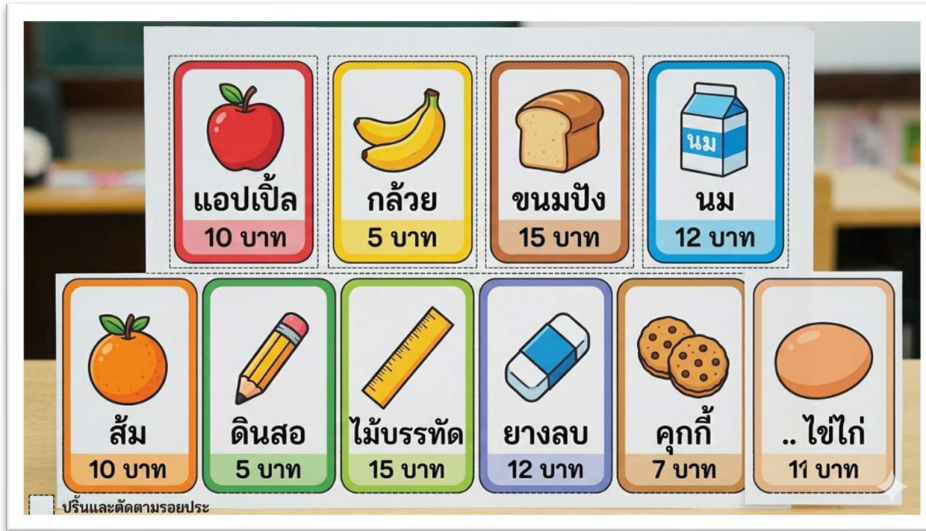 นม
แอปเปิ้ล
10 บาท
กล้วย
5 บาท
ขนมปัง
15 บาท
นม
12 บาท
ส้ม
10 บาท
ดินสอ
5 บาท
ไม้บรรทัด
15 บาท
ยางลบ
12 บาท
คุกกี้
7 บาท
.. ไข่ไก่
11 บาท
ปริ้นและตัดตามรอยประ